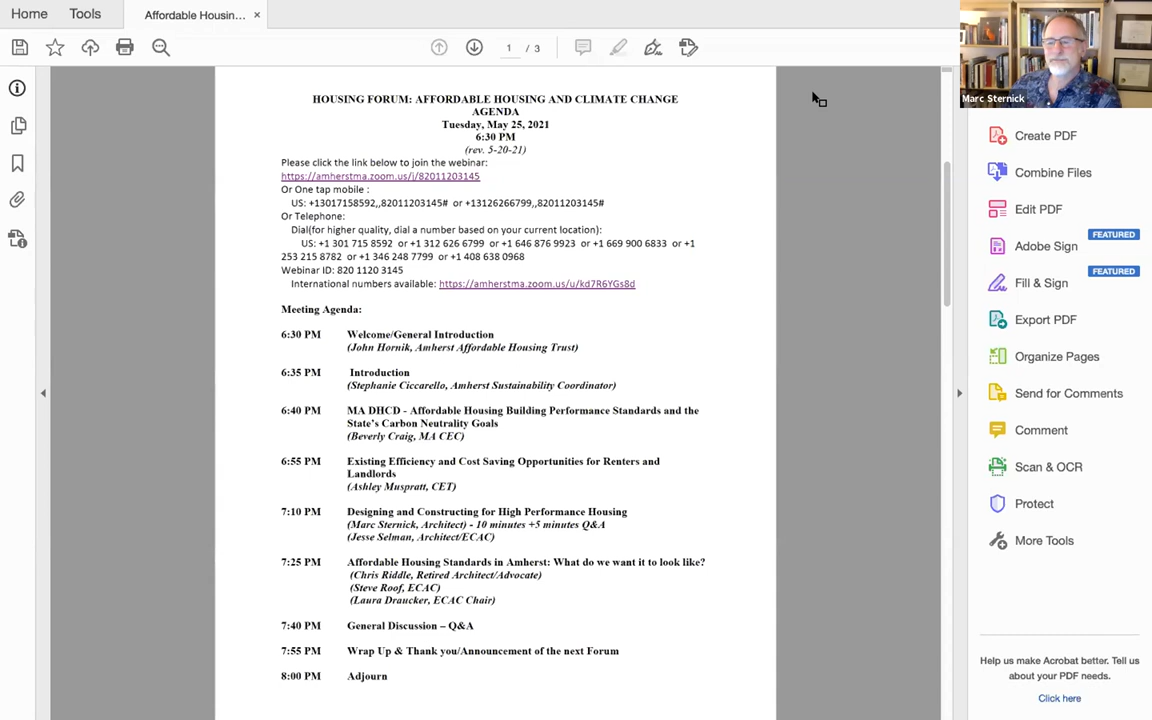 Home
Tools
Affordable Housin...
×
1 / 3
Marc Sternick
HOUSING FORUM: AFFORDABLE HOUSING AND CLIMATE CHANGE
AGENDA
Tuesday, May 25, 2021
6:30 PM
(rev. 5-20-21)
Please click the link below to join the webinar:
https://amherstma.zoom.us/j/82011203145
Or One tap mobile :
US: +13017158592,,82011203145# or +13126266799,,82011203145#
Or Telephone:
Dial(for higher quality, dial a number based on your current location):
US: +1 301 715 8592 or +1 312 626 6799 or +1 646 876 9923 or +1 669 900 6833 or +1
253 215 8782 or +1 346 248 7799 or +1 408 638 0968
Webinar ID: 820 1120 3145
International numbers available: https://amherstma.zoom.us/u/kd7R6YGs8d
Meeting Agenda:
6:30 PM Welcome/General Introduction
(John Hornik, Amherst Affordable Housing Trust)
6:35 PM Introduction
(Stephanie Ciccarello, Amherst Sustainability Coordinator)
6:40 PM MA DHCD - Affordable Housing Building Performance Standards and the
State's Carbon Neutrality Goals
(Beverly Craig, MA CEC)
6:55 PM Existing Efficiency and Cost Saving Opportunities for Renters and
Landlords
(Ashley Muspratt, CET)
7:10 PM Designing and Constructing for High Performance Housing
(Marc Sternick, Architect) - 10 minutes +5 minutes Q&A
(Jesse Selman, Architect/ECAC)
7:25 PM Affordable Housing Standards in Amherst: What do we want it to look like?
(Chris Riddle, Retired Architect/Advocate)
(Steve Roof, ECAC)
(Laura Draucker, ECAC Chair)
7:40 PM General Discussion – Q&A
7:55 PM Wrap Up & Thank you/Announcement of the next Forum
8:00 PM Adjourn
Create PDF
Combine Files
Edit PDF
FEATURED
Adobe Sign
FEATURED
Fill & Sign
Export PDF
Organize Pages
Send for Comments
Comment
Scan & OCR
Protect
More Tools
Help us make Acrobat better. Tell us
about your PDF needs.
Click here